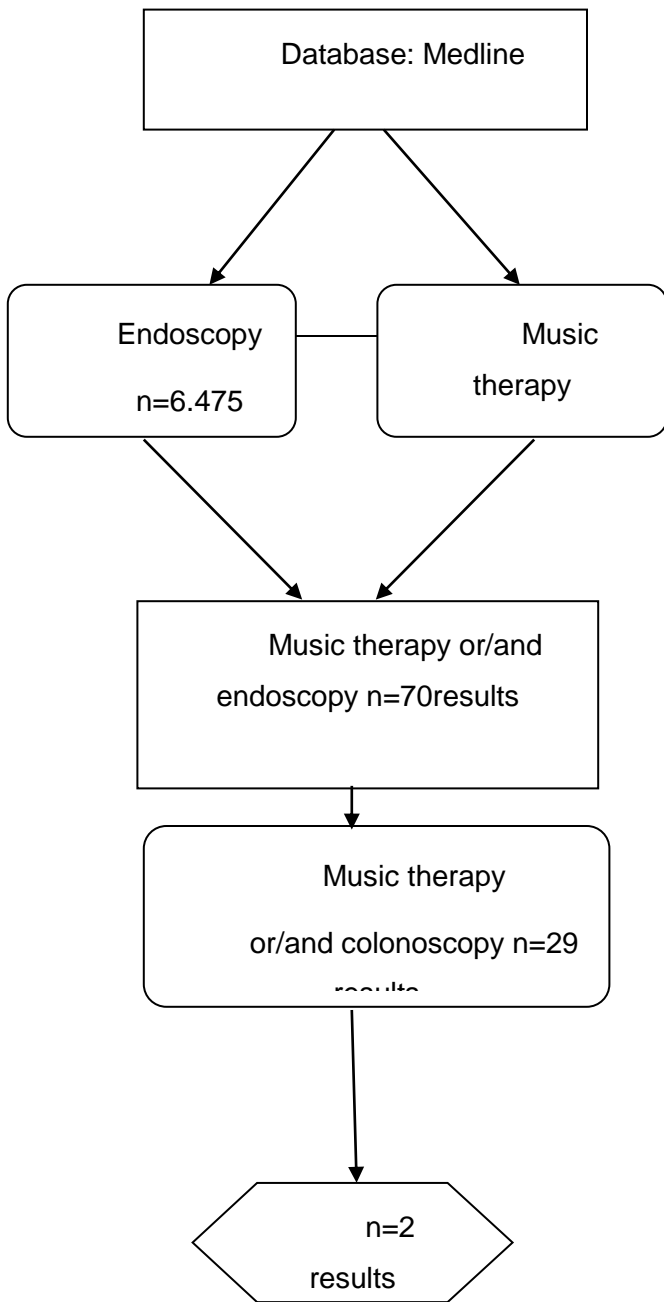 Database: Medline
Endoscopy
n=6.475
Music
therapy
Music therapy or/and
endoscopy n=70results
Music therapy
or/and colonoscopy n=29
results
n=2
results